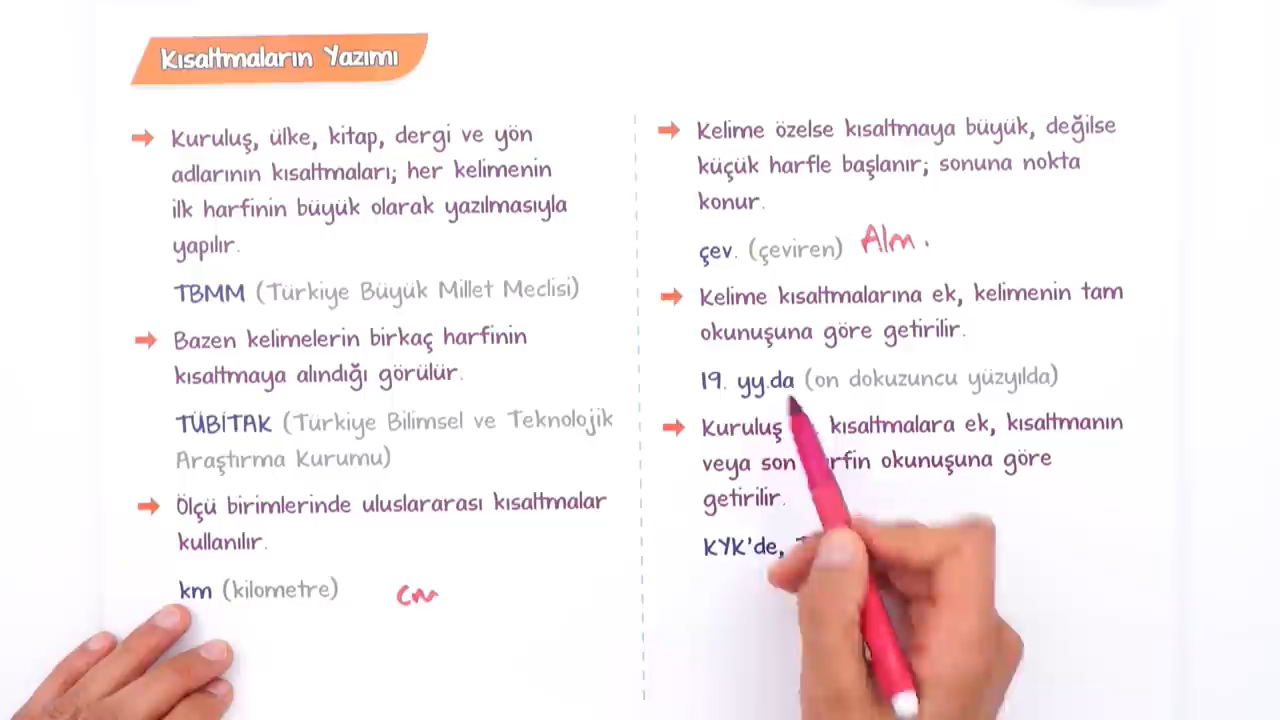 Kısaltmaların Yazımı
Kuruluş, ülke, kitap, dergi ve yön
adlarının kısaltmaları; her kelimenin
ilk harfinin büyük olarak yazılmasıyla
yapılır.
TBMM (Türkiye Büyük Millet Meclisi)
Bazen kelimelerin birkaç harfinin
kısaltmaya alındığı görülür.
TÜBİTAK (Türkiye Bilimsel ve Teknolojik
Araştırma Kurumu)
Ölçü birimlerinde uluslararası kısaltmalar
kullanılır.
km (kilometre) cm
Kelime özelse kısaltmaya büyük, değilse
küçük harfle başlanır; sonuna nokta
konur.
çev. (çeviren) Alm.
Kelime kısaltmalarına ek, kelimenin tam
okunuşuna göre getirilir.
19. yy.da (on dokuzuncu yüzyılda)
Kuruluş kısaltmalara ek, kısaltmanın
veya son okunuşuna göre
getirilir.
KYK'de,